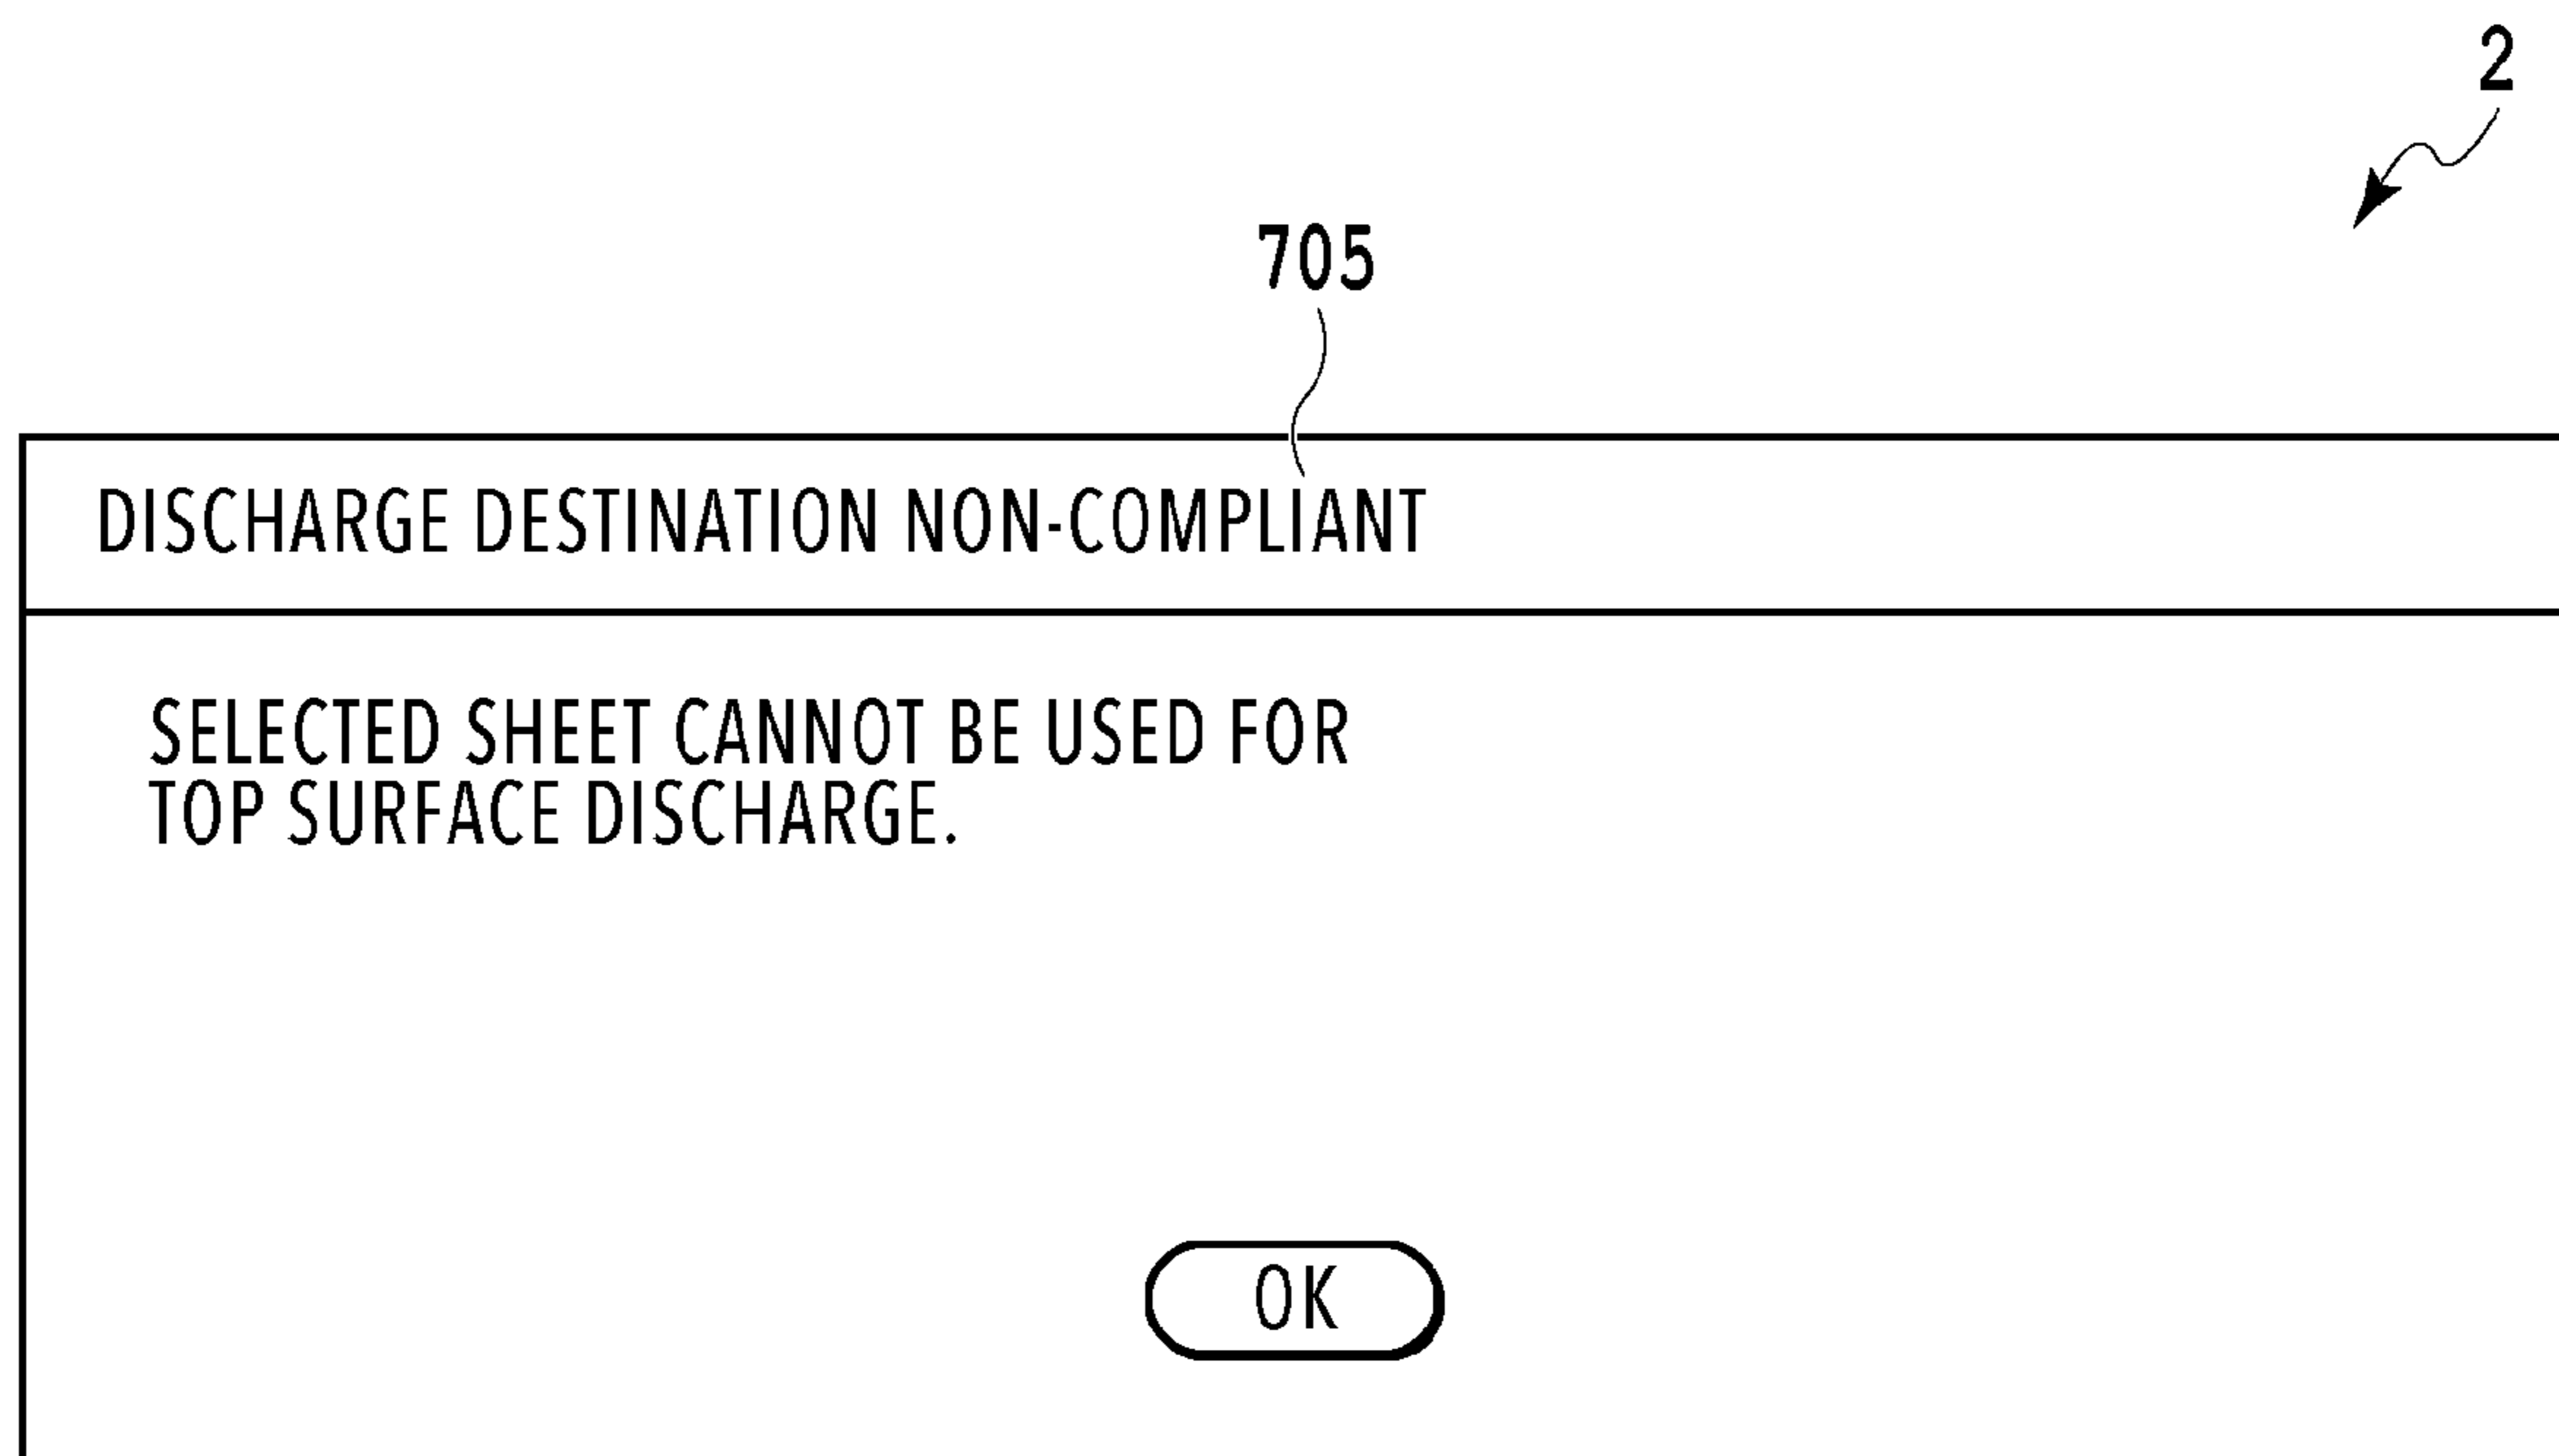 2
705
DISCHARGE DESTINATION NON-COMPLIANT
SELECTED SHEET CANNOT BE USED FOR
TOP SURFACE DISCHARGE.
OK